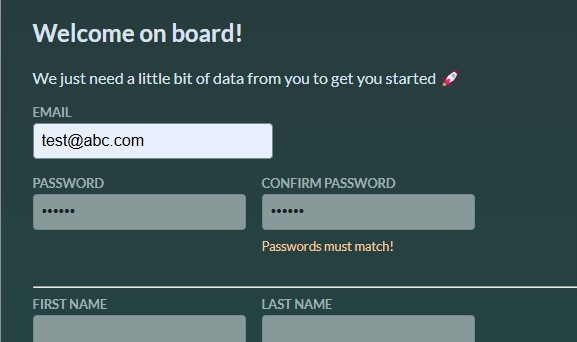 Welcome on board!
We just need a little bit of data from you to get you started 🚀
EMAIL
test@abc.com
PASSWORD CONFIRM PASSWORD
•••••• ••••••
Passwords must match!
FIRST NAME LAST NAME